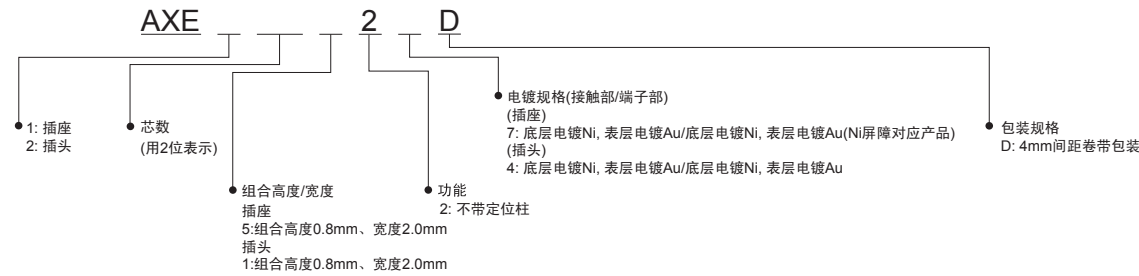 AXE 2 D
1: 插座
2: 插头
芯数
(用2位表示)
组合高度/宽度
插座
5:组合高度0.8mm、宽度2.0mm
插头
1:组合高度0.8mm、宽度2.0mm
功能
2: 不带定位柱
电镀规格(接触部/端子部)
(插座)
7: 底层电镀Ni, 表层电镀Au/底层电镀Ni, 表层电镀Au(Ni屏障对应产品)
(插头)
4: 底层电镀Ni, 表层电镀Au/底层电镀Ni, 表层电镀Au
包装规格
D: 4mm间距卷带包装